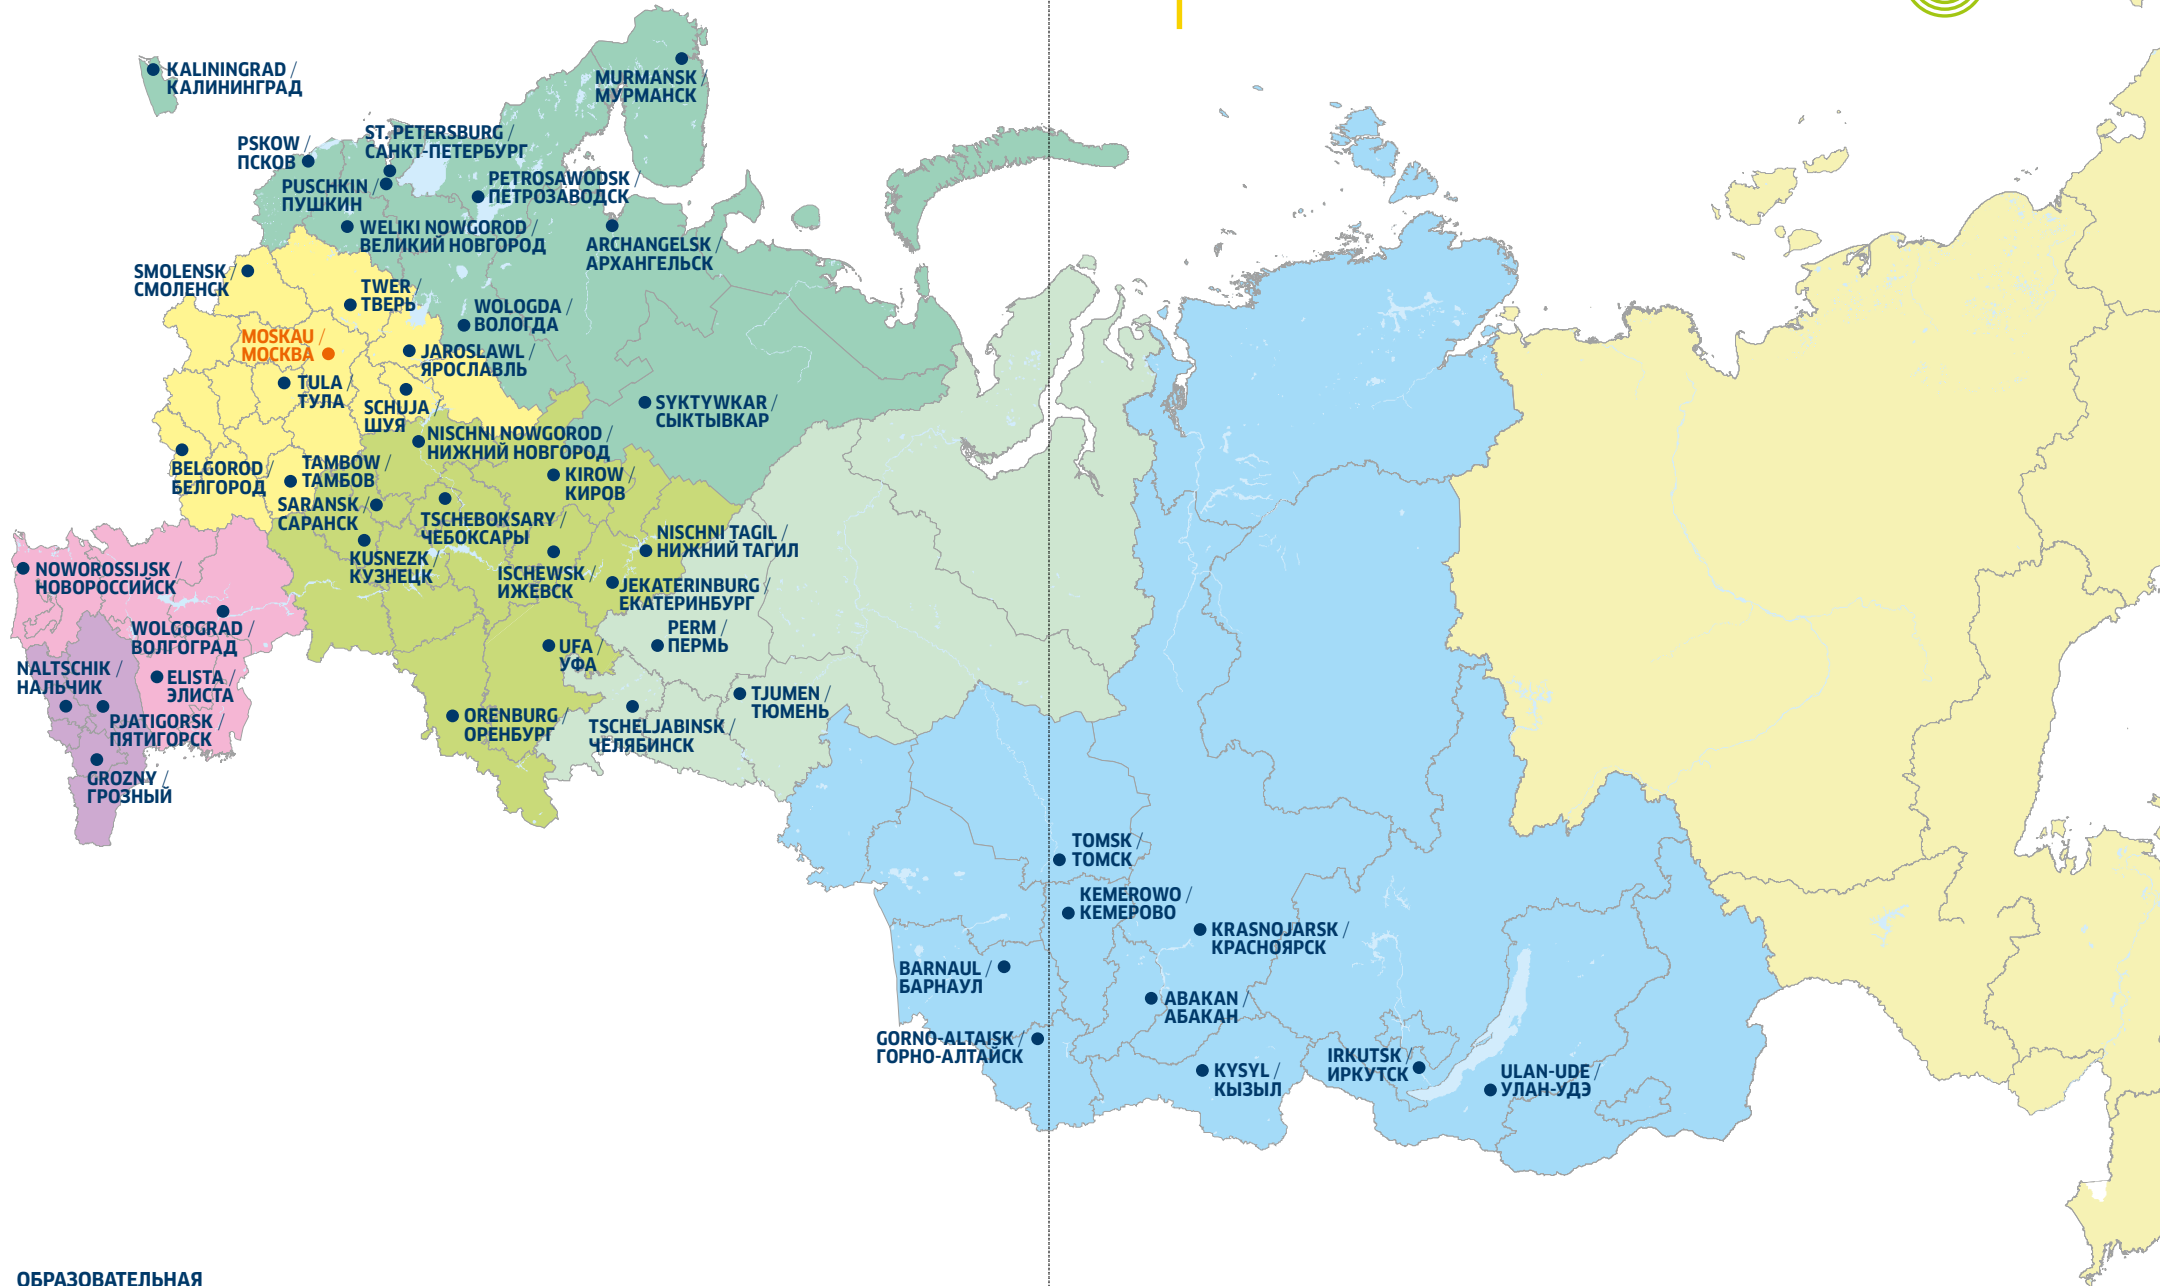 KALININGRAD /
КАЛИНИНГРАД
MURMANSK /
МУРМАНСК
ST. PETERSBURG /
САНКТ-ПЕТЕРБУРГ
PSKOW /
ПСКОВ
PUSCHKIN /
ПУШКИН
PETROSAWODSK /
ПЕТРОЗАВОДСК
WELIKI NOWGOROD /
ВЕЛИКИЙ НОВГОРОД
ARCHANGELSK /
АРХАНГЕЛЬСК
SMOLENSK /
СМОЛЕНСК
TWER /
ТВЕРЬ
WOLOGDA /
ВОЛОГДА
MOSKAU /
МОСКВА
JAROSLAWL /
ЯРОСЛАВЛЬ
TULA /
ТУЛА
SCHUJA /
ШУЯ
SYKTYWKAR /
СЫКТЫВКАР
NISCHNI NOWGOROD /
НИЖНИЙ НОВГОРОД
BELGOROD /
БЕЛГОРОД
TAMBOW /
ТАМБОВ
KIROW /
КИРОВ
SARANSK /
САРАНСК
TSCHEBOKSARY /
ЧЕБОКСАРЫ
NISCHNI TAGIL /
НИЖНИЙ ТАГИЛ
KUSNEZK /
КУЗНЕЦК
ISCHEWSK /
ИЖЕВСК
JEKATERINBURG /
ЕКАТЕРИНБУРГ
NOWOROSSIJSK /
НОВОРОССИЙСК
WOLGOGRAD /
ВОЛГОГРАД
PERM /
ПЕРМЬ
UFA /
УФА
NALTSCHIK /
НАЛЬЧИК
ELISTA /
ЭЛИСТА
TJUMEN /
ТЮМЕНЬ
PJATIGORSK /
ПЯТИГОРСК
ORENBURG /
ОРЕНБУРГ
TSCHELJABINSK /
ЧЕЛЯБИНСК
GROZNY /
ГРОЗНЫЙ
TOMSK /
ТОМСК
KEMEROWO /
КЕМЕРОВО
KRASNOJARSK /
КРАСНОЯРСК
BARNAUL /
БАРНАУЛ
ABAKAN /
АБАКАН
GORNO-ALTAISK /
ГОРНО-АЛТАЙСК
IRKUTSK /
ИРКУТСК
KYSYL /
КЫЗЫЛ
ULAN-UDE /
УЛАН-УДЭ
ОБРАЗОВАТЕЛЬНАЯ